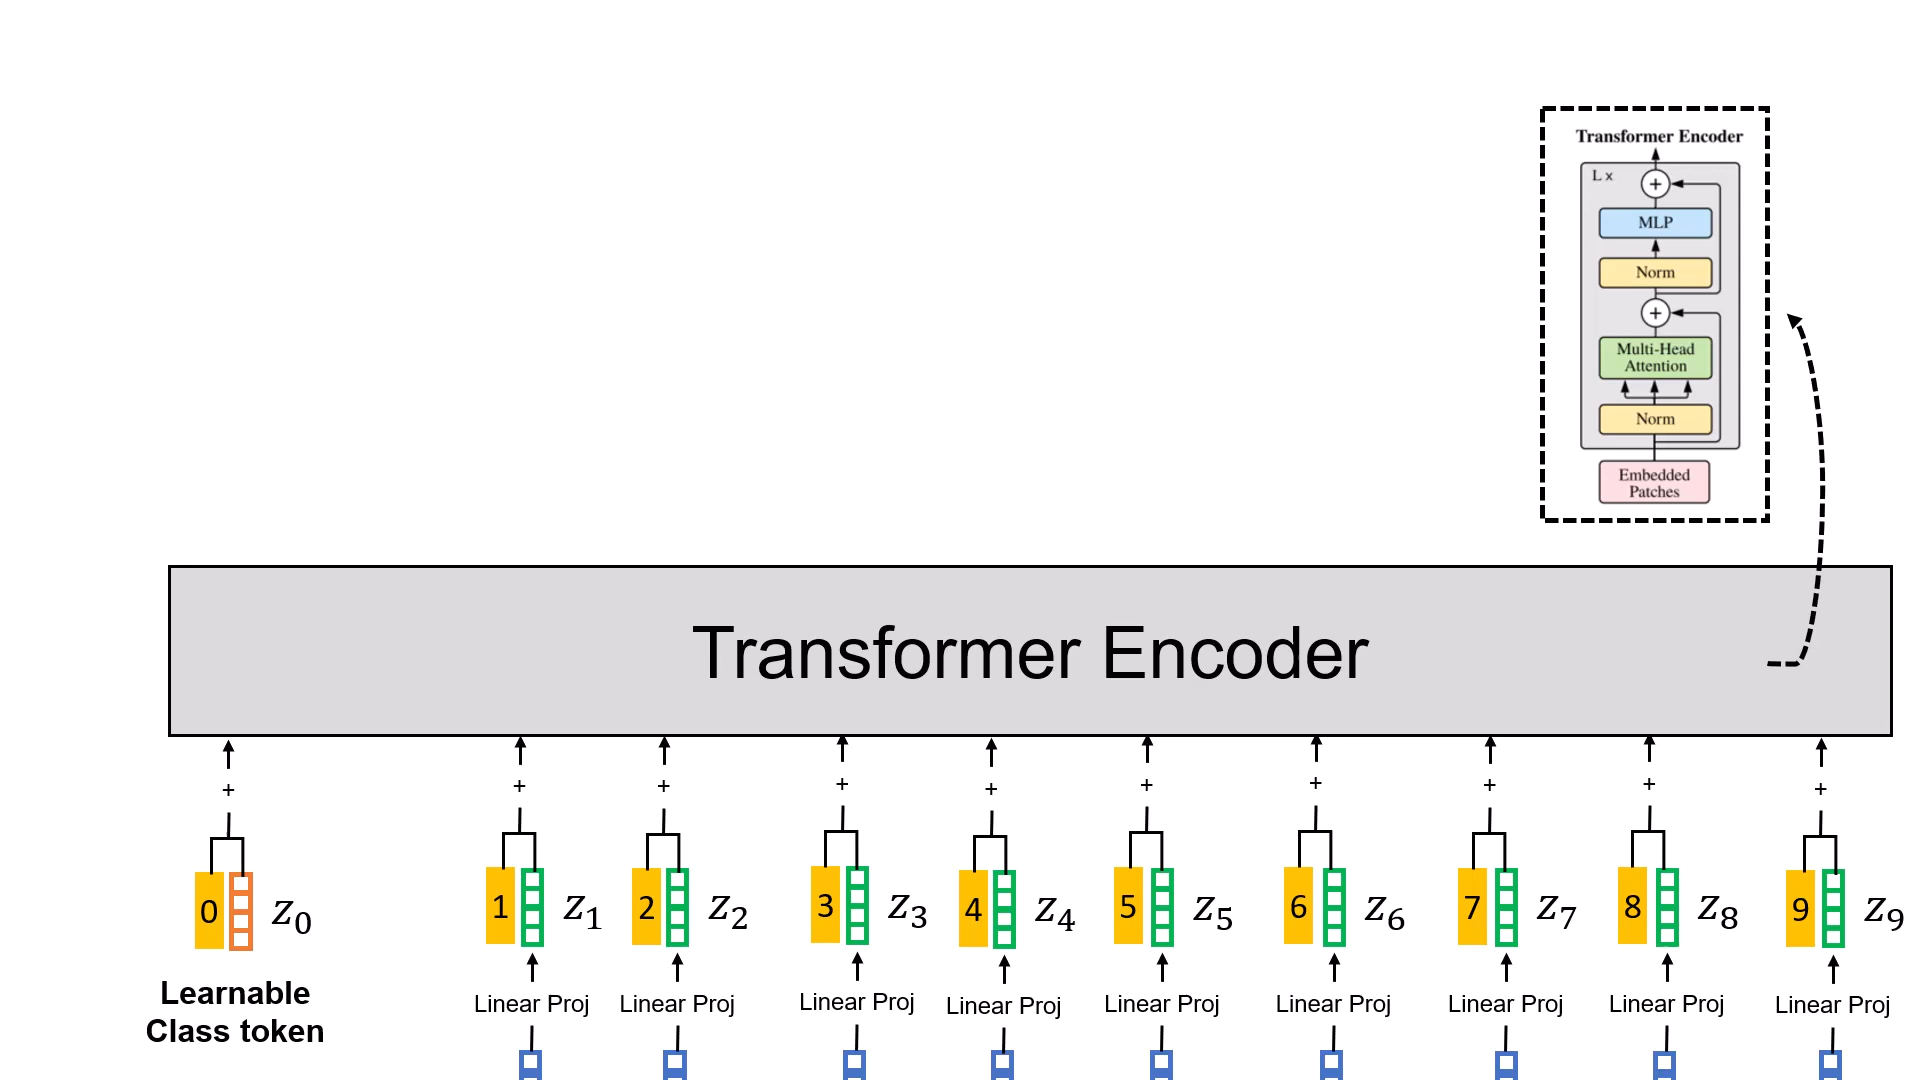 Transformer Encoder
L x
+
MLP
Norm
+
Multi-Head
Attention
Norm
Embedded
Patches
Transformer Encoder
+ + + + + + + + + +
0 z0 1 z1 2 z2 3 z3 4 z4 5 z5 6 z6 7 z7 8 z8 9 z9
Learnable
Class token
Linear Proj Linear Proj Linear Proj Linear Proj Linear Proj Linear Proj Linear Proj Linear Proj Linear Proj